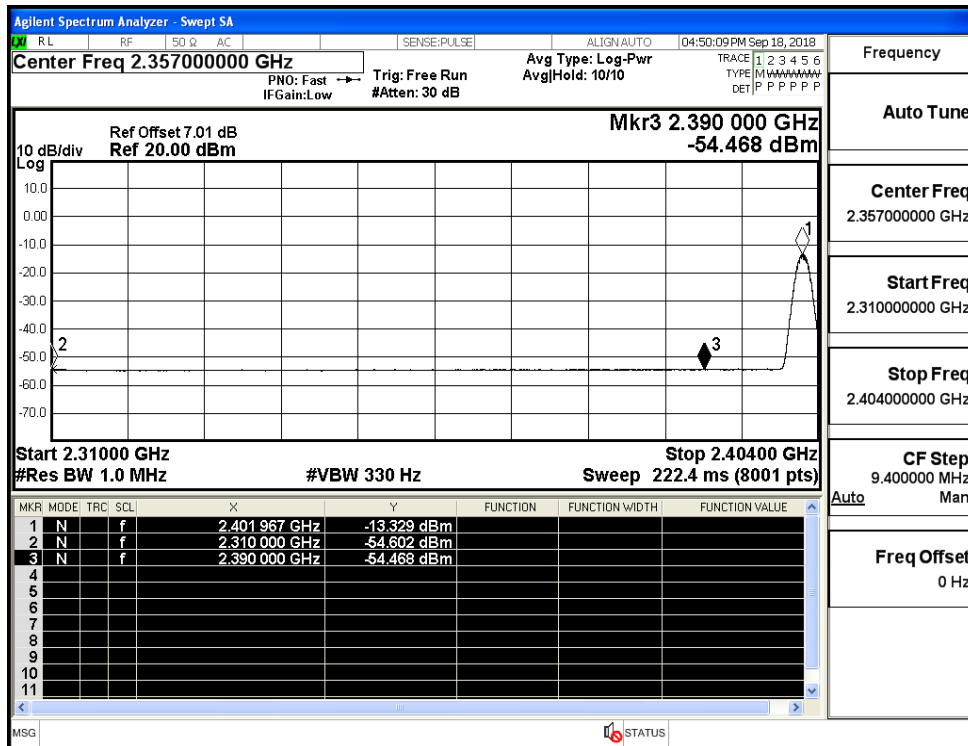 Agilent Spectrum Analyzer - Swept SA
LXI RL RF 50 Ω AC SENSE:PULSE ALIGN AUTO 04:50:09 PM Sep 18, 2018
Center Freq 2.357000000 GHz
PNO: Fast
IFGain:Low
Trig: Free Run
#Atten: 30 dB
Avg Type: Log-Pwr
Avg|Hold: 10/10
TRACE 1 2 3 4 5 6
TYPE M W W W W W
DET P P P P P P
Frequency
Auto Tune
Center Freq
2.357000000 GHz
Start Freq
2.310000000 GHz
Stop Freq
2.404000000 GHz
CF Step
9.400000 MHz
Auto Man
Freq Offset
0 Hz
Mkr3 2.390 000 GHz
-54.468 dBm
Ref Offset 7.01 dB
10 dB/div Ref 20.00 dBm
Log
10.0
0.00
-10.0
-20.0
-30.0
-40.0
-50.0
-60.0
-70.0
1
2
3
Start 2.31000 GHz Stop 2.40400 GHz
#Res BW 1.0 MHz #VBW 330 Hz Sweep 222.4 ms (8001 pts)
MKR MODE TRC SCL X Y FUNCTION FUNCTION WIDTH FUNCTION VALUE
1 N f 2.401 967 GHz -13.329 dBm
2 N f 2.310 000 GHz -54.602 dBm
3 N f 2.390 000 GHz -54.468 dBm
4
5
6
7
8
9
10
11
MSG STATUS